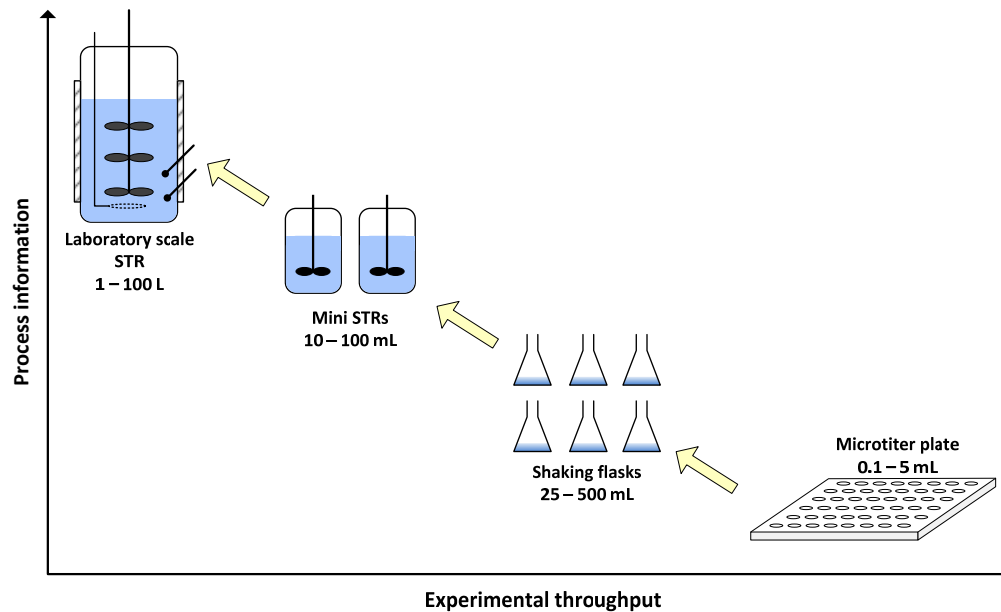 Process information
Laboratory scale
STR
1 – 100 L
Mini STRs
10 – 100 mL
Shaking flasks
25 – 500 mL
Microtiter plate
0.1 – 5 mL
Experimental throughput